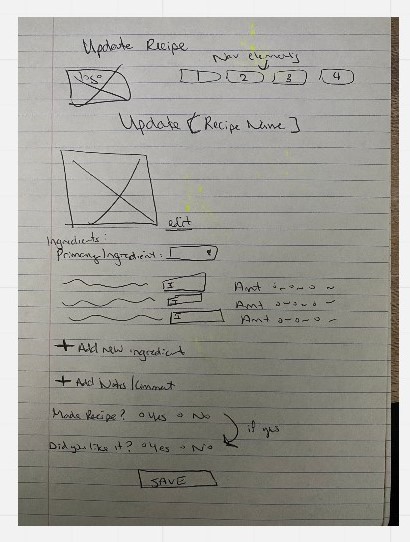 Update Recipe
Nav elements
Logo
1 2 3 4
Update [Recipe Name]
edit
Ingredients:
Primary Ingredient:
I Amt
I Amt
I Amt
+ Add new ingredient
+ Add Notes/Comment
Made Recipe? o Yes o No
if yes
Did you like it? o Yes o No
SAVE